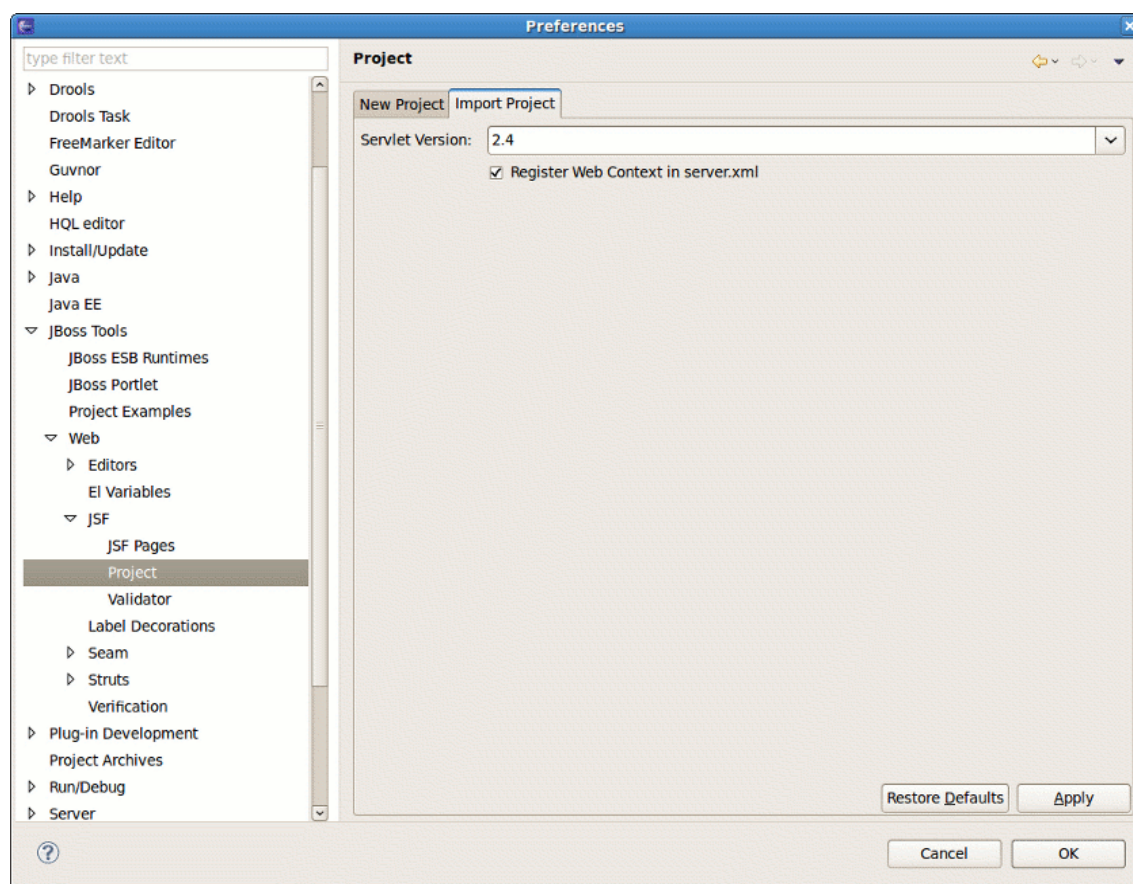 Preferences
type filter text
Drools
Drools Task
FreeMarker Editor
Guvnor
Help
HQL editor
Install/Update
Java
Java EE
JBoss Tools
JBoss ESB Runtimes
JBoss Portlet
Project Examples
Web
Editors
El Variables
JSF
JSF Pages
Project
Validator
Label Decorations
Seam
Struts
Verification
Plug-in Development
Project Archives
Run/Debug
Server
Project
New Project Import Project
Servlet Version: 2.4
Register Web Context in server.xml
Restore Defaults Apply
Cancel OK